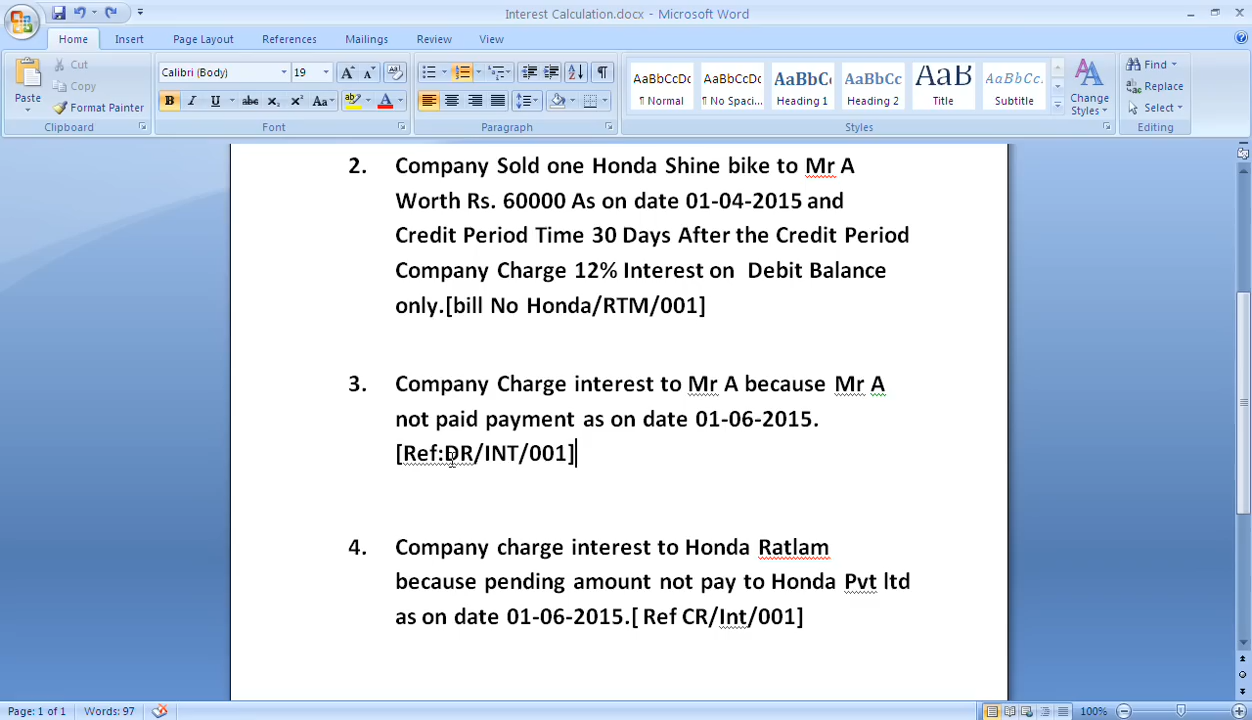 Interest Calculation.docx - Microsoft Word
Home Insert Page Layout References Mailings Review View
Paste
Cut
Copy
Format Painter
Clipboard
Calibri (Body) 19
B I U abc x₂ x² Aa
Font
Paragraph
AaBbCcDc AaBbCcDc AaBbC AaBbCc AaB AaBbCc.
¶ Normal ¶ No Spaci... Heading 1 Heading 2 Title Subtitle
Change Styles
Styles
Find
Replace
Select
Editing
2. Company Sold one Honda Shine bike to Mr A
Worth Rs. 60000 As on date 01-04-2015 and
Credit Period Time 30 Days After the Credit Period
Company Charge 12% Interest on Debit Balance
only.[bill No Honda/RTM/001]
3. Company Charge interest to Mr A because Mr A
not paid payment as on date 01-06-2015.
[Ref:DR/INT/001]
4. Company charge interest to Honda Ratlam
because pending amount not pay to Honda Pvt ltd
as on date 01-06-2015.[ Ref CR/Int/001]
Page: 1 of 1 Words: 97 100%